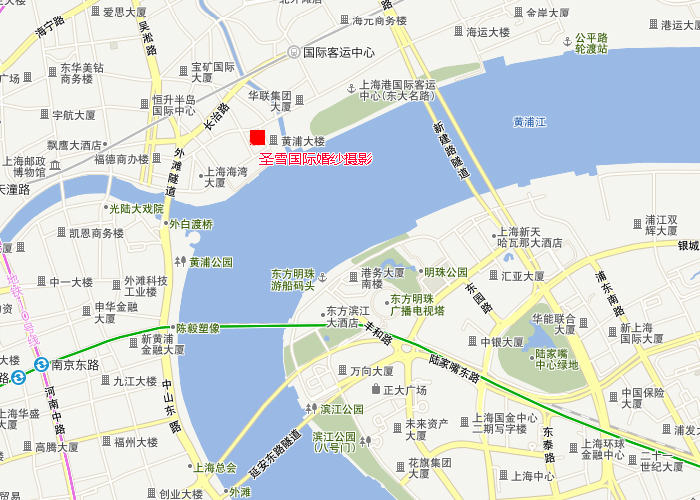 海宁路
爱思大厦
吴淞路
北外滩店
海元商务楼
金岸大厦
海运大楼
港运大厦
公平路
轮渡站
国际客运中心
东华美钻
商务楼
广场
宝矿国际
大厦
上海港国际客运
中心(东大名路)
恒升半岛
国际中心
华联集团
大厦
长治路
宇航大厦
黄浦江
新建路隧道
飘鹰大酒店
福德商办楼
外滩隧道
黄浦大楼
圣雪国际婚纱摄影
上海邮政
博物馆
天潼路
上海海湾
大厦
光陆大戏院
外白渡桥
凯恩商务楼
浦江双
辉大厦
上海新天
哈瓦那大酒店
银城
黄浦公园
东方明珠
游船码头
港务大厦
南楼
明珠公园
汇亚大厦
浦东南路
地铁10号线
中一大楼
外滩科技
工业楼
申华金融
大厦
东方滨江
大酒店
东方明珠
广播电视塔
东园路
华能联合
大厦
陈毅塑像
丰和路
新上海
国际大厦
新黄浦
金融大厦
中银大厦
陆家嘴
中心绿地
南京东路
路
陆家嘴东路
万向大厦
九江大楼
中山东路
正大广场
中国保险
大厦
河南中路
上海华盛
大厦
滨江公园
未来资产
大厦
上海国金中心
二期写字楼
东泰路
浦发大
高腾大厦
福州大楼
滨江公园
(八号门)
延安东路隧道
上海环球
金融中心
二十一
世纪大厦
上海总会
花旗集团
大厦
上海中心
创业大楼
外滩